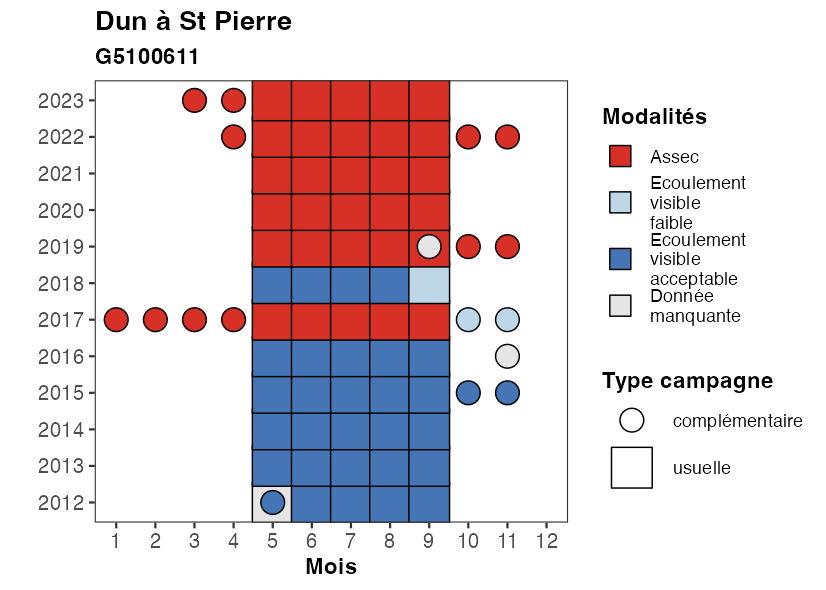 Dun à St Pierre
G5100611
2023
2022
2021
2020
2019
2018
2017
2016
2015
2014
2013
2012
1 2 3 4 5 6 7 8 9 10 11 12
Mois
Modalités
Assec
Ecoulement
visible
faible
Ecoulement
visible
acceptable
Donnée
manquante
Type campagne
complémentaire
usuelle